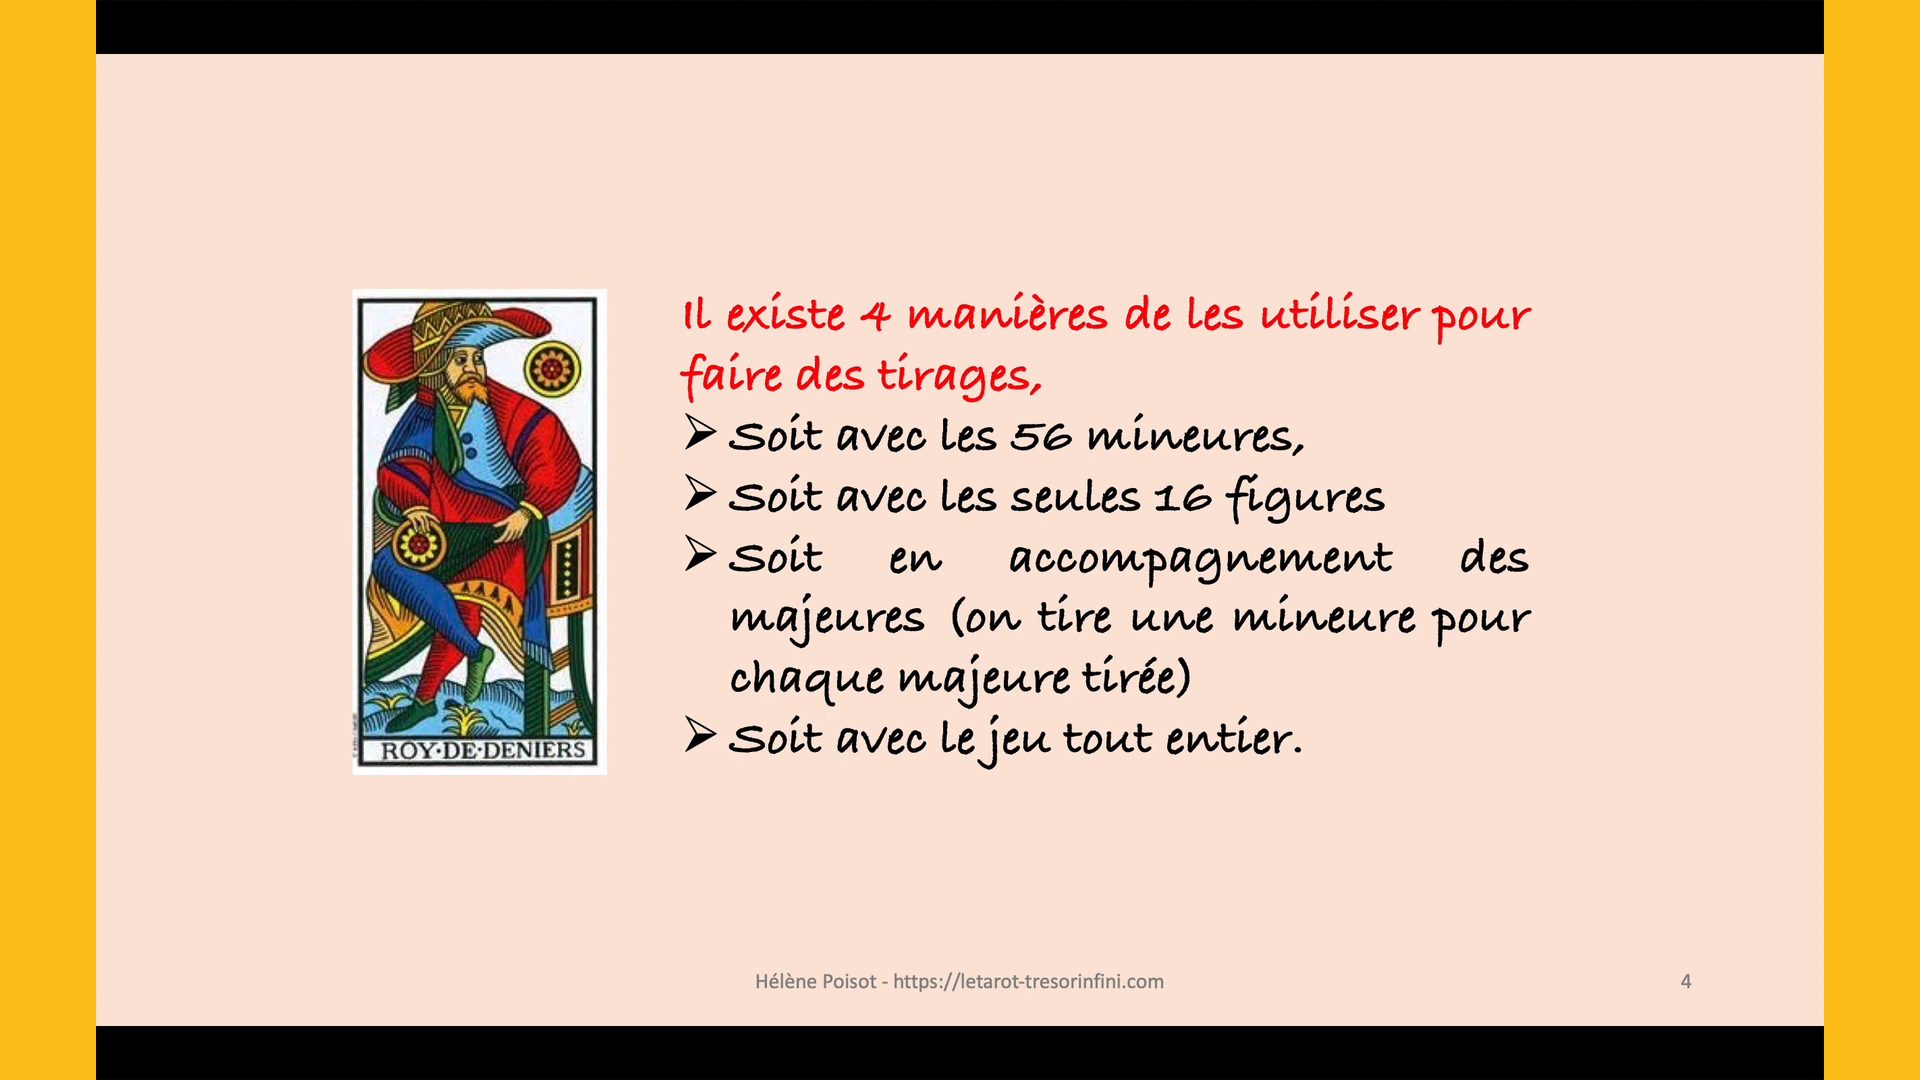 Il existe 4 manières de les utiliser pour
faire des tirages,
➢ Soit avec les 56 mineures,
➢ Soit avec les seules 16 figures
➢ Soit en accompagnement des
majeures (on tire une mineure pour
chaque majeure tirée)
➢ Soit avec le jeu tout entier.
ROY·DE·DENIERS
Hélène Poisot - https://letarot-tresorinfini.com
4